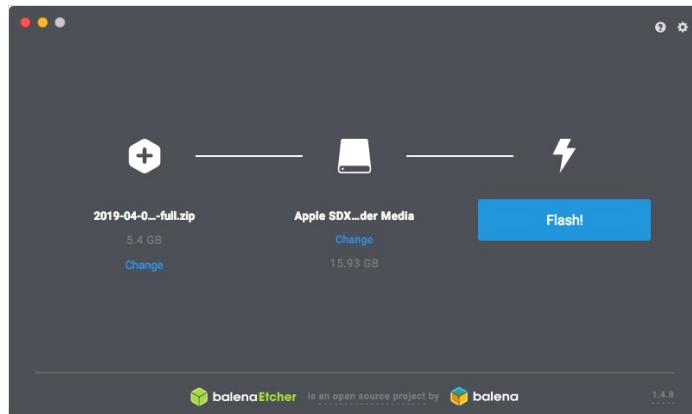 2019-04-0...-full.zip
5.4 GB
Change
Apple SDX...der Media
Change
15.93 GB
Flash!
balenaEtcher is an open source project by balena
1.4.8